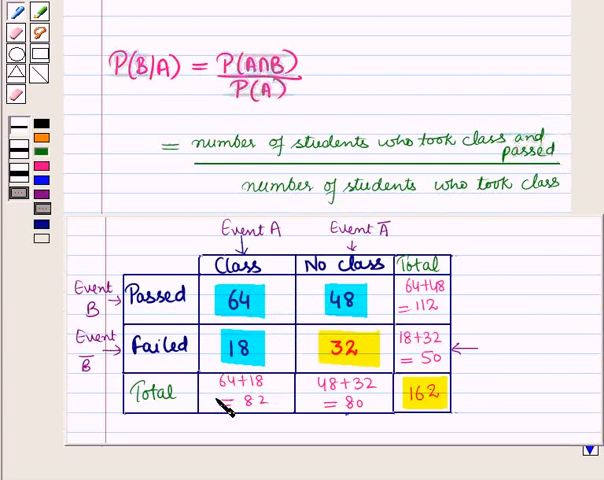 P(B/A) = P(A∩B)
P(A)
= number of students who took class and passed
number of students who took class
Event A Event A̅
Class No class Total
Event B → Passed 64 48 64+48 = 112
Event B̅ → Failed 18 32 18+32 = 50
Total 64+18 = 82 48+32 = 80 162